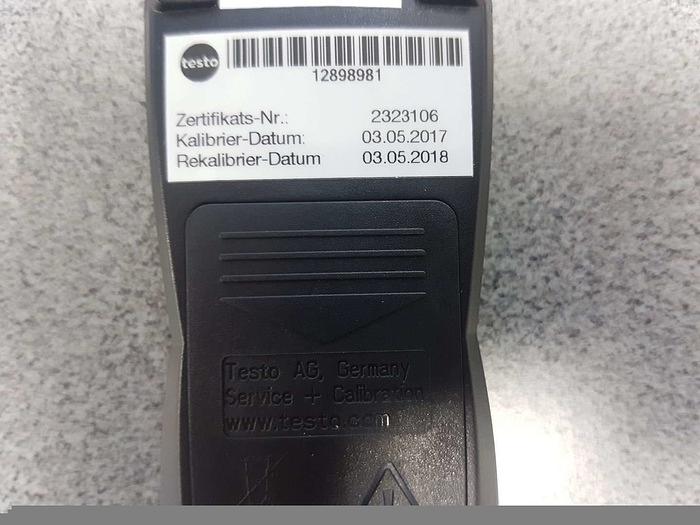 testo
12898981
Zertifikats-Nr.: 2323106
Kalibrier-Datum: 03.05.2017
Rekalibrier-Datum 03.05.2018
Testo AG, Germany
Service + Calibration
www.testo.com